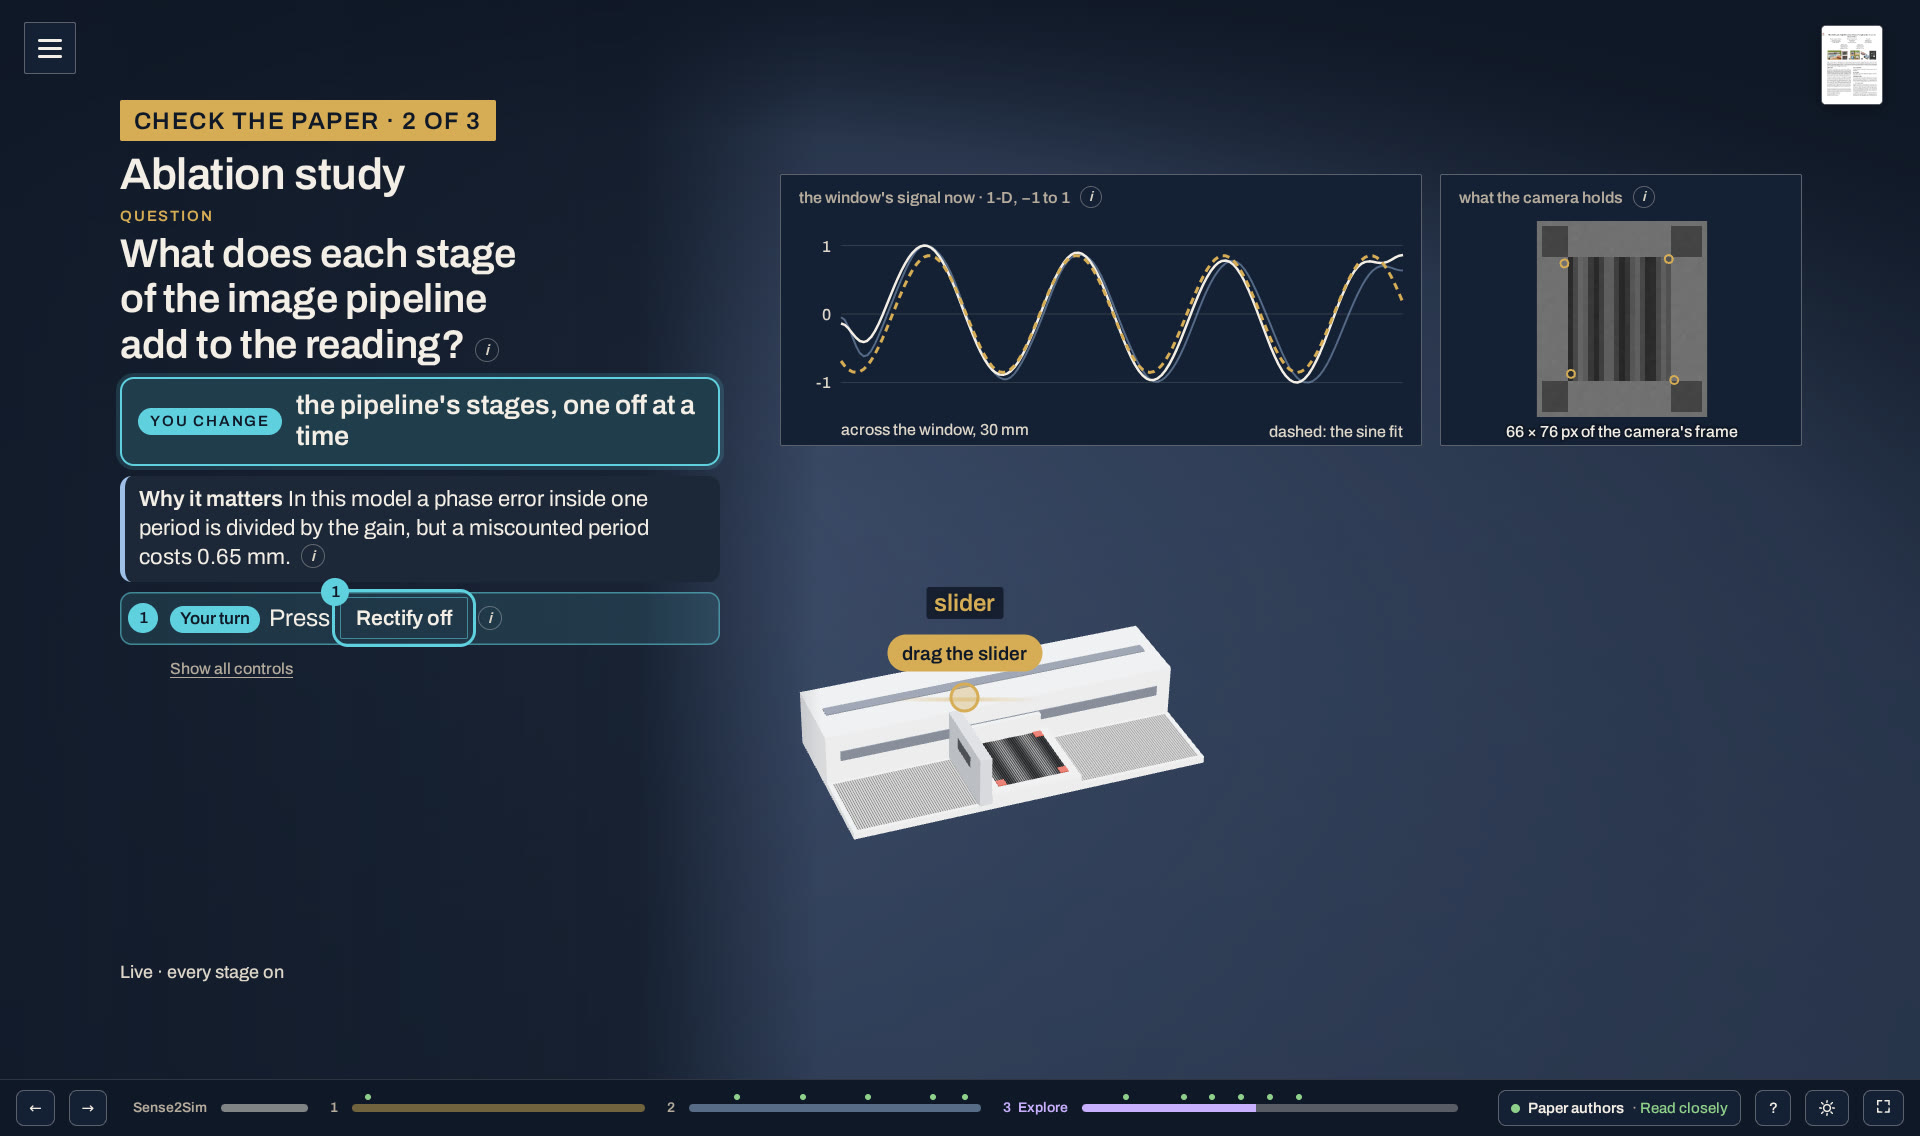 CHECK THE PAPER · 2 OF 3
Ablation study
QUESTION
What does each stage
of the image pipeline
add to the reading? i
YOU CHANGE
the pipeline's stages, one off at a
time
Why it matters In this model a phase error inside one
period is divided by the gain, but a miscounted period
costs 0.65 mm. i
1
1 Your turn Press Rectify off i
Show all controls
Live · every stage on
the window's signal now · 1-D, −1 to 1 i
1
0
-1
across the window, 30 mm
dashed: the sine fit
what the camera holds i
66 × 76 px of the camera's frame
slider
drag the slider
← → Sense2Sim 1 2 3 Explore Paper authors · Read closely ?